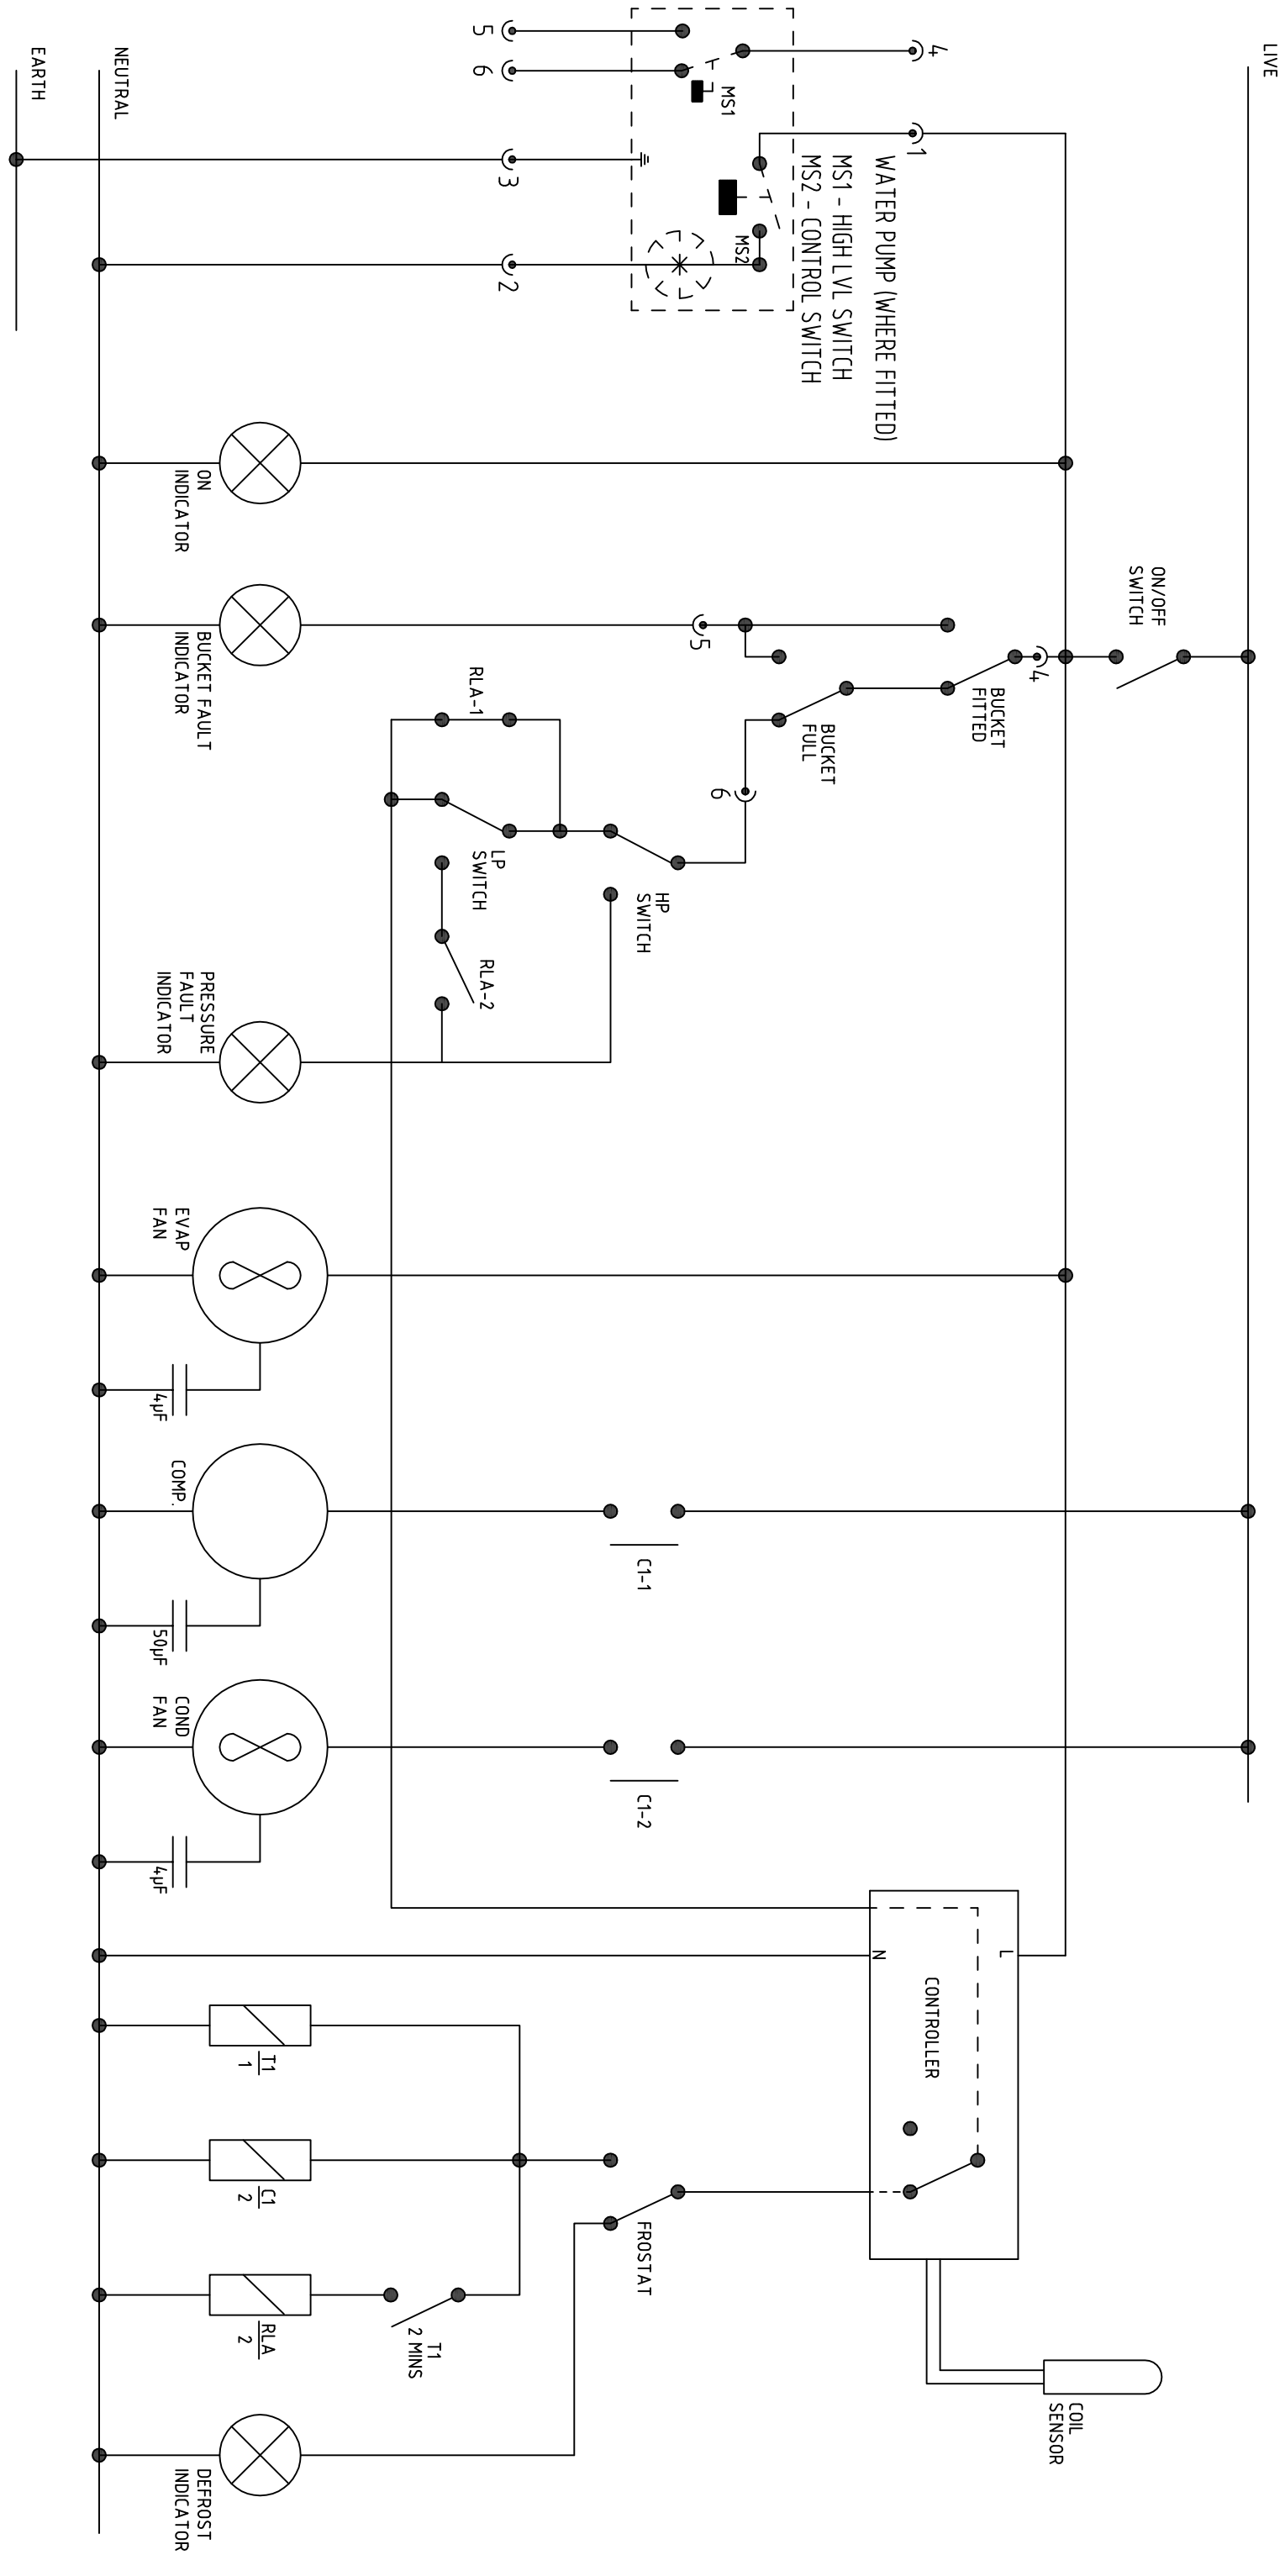 LIVE
ON/OFF
SWITCH
4
1
WATER PUMP (WHERE FITTED)
MS1 - HIGH LVL SWITCH
MS2 - CONTROL SWITCH
MS1
MS2
5
6
3
2
NEUTRAL
EARTH
4
BUCKET
FITTED
BUCKET
FULL
5
6
HP
SWITCH
LP
SWITCH
RLA-1
RLA-2
ON
INDICATOR
BUCKET FAULT
INDICATOR
PRESSURE
FAULT
INDICATOR
EVAP
FAN
4µF
C1-1
COMP.
50µF
C1-2
COND
FAN
4µF
L
N
CONTROLLER
COIL
SENSOR
FROSTAT
T1
2 MINS
T1
1
C1
2
RLA
2
DEFROST
INDICATOR